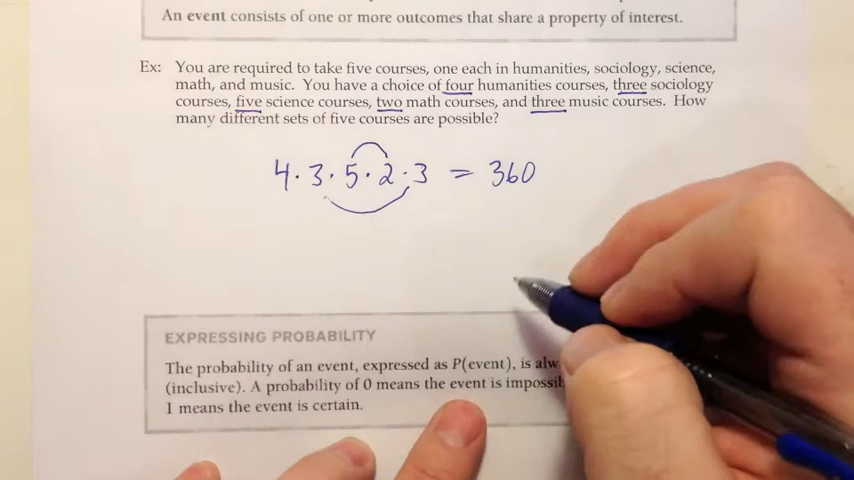 An event consists of one or more outcomes that share a property of interest.
Ex: You are required to take five courses, one each in humanities, sociology, science,
math, and music. You have a choice of four humanities courses, three sociology
courses, five science courses, two math courses, and three music courses. How
many different sets of five courses are possible?
4 · 3 · 5 · 2 · 3 = 360
EXPRESSING PROBABILITY
The probability of an event, expressed as P(event), is
(inclusive). A probability of 0 means the event is
1 means the event is certain.